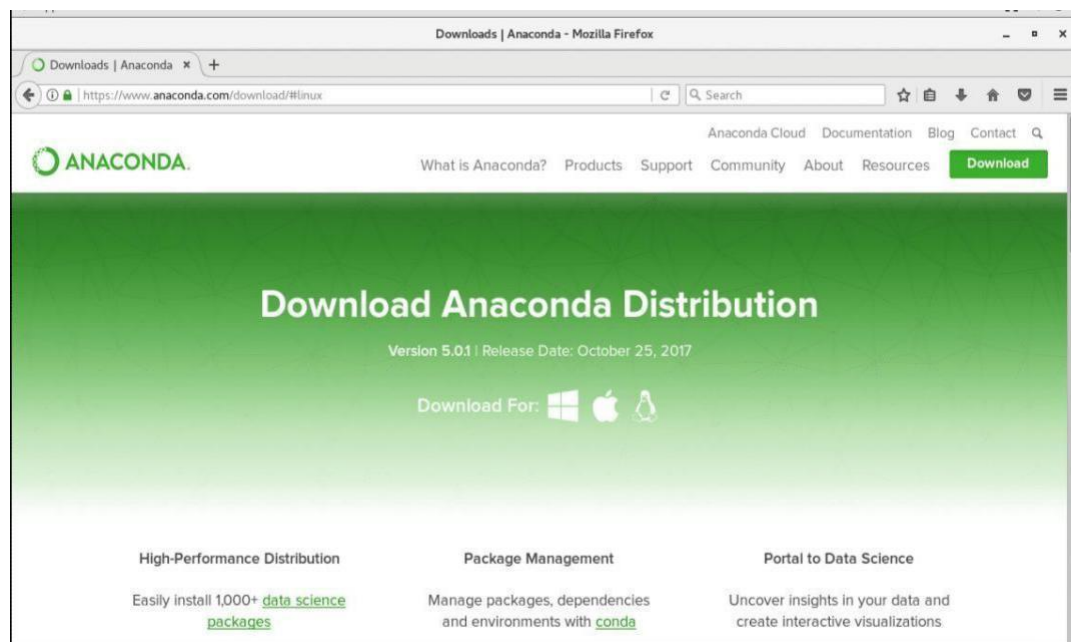 Downloads | Anaconda - Mozilla Firefox
Downloads | Anaconda × +
https://www.anaconda.com/download/#linux
Search
Anaconda Cloud Documentation Blog Contact
ANACONDA.
What is Anaconda? Products Support Community About Resources Download
Download Anaconda Distribution
Version 5.0.1 | Release Date: October 25, 2017
Download For:
High-Performance Distribution
Easily install 1,000+ data science
packages
Package Management
Manage packages, dependencies
and environments with conda
Portal to Data Science
Uncover insights in your data and
create interactive visualizations